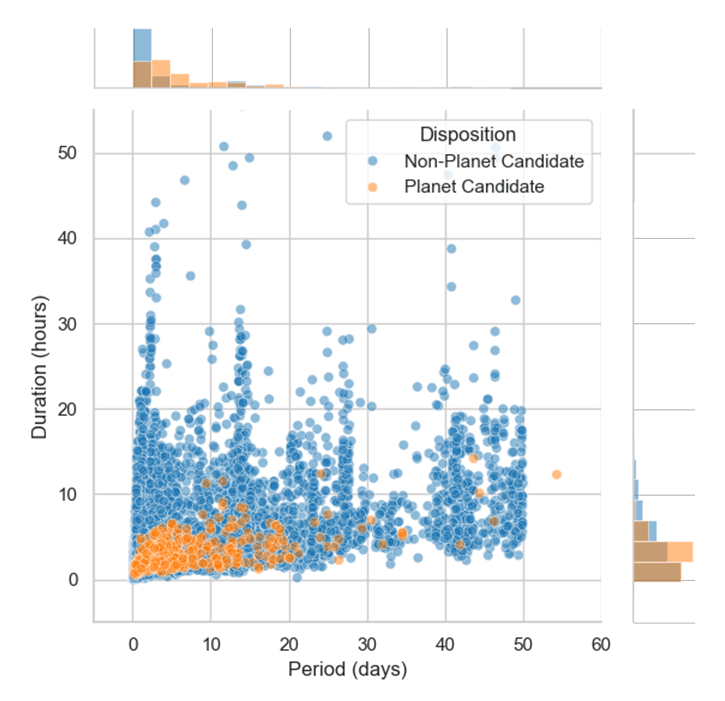 Disposition
Non-Planet Candidate
Planet Candidate
50
40
30
20
10
0
Duration (hours)
0 10 20 30 40 50 60
Period (days)